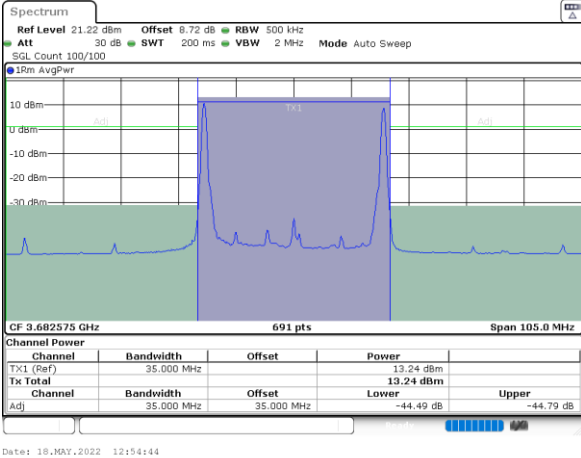 Spectrum
Ref Level 21.22 dBm Offset 8.72 dB RBW 500 kHz
Att 30 dB SWT 200 ms VBW 2 MHz Mode Auto Sweep
SGL Count 100/100
1Rm AvgPwr
10 dBm
TX1
Adj Adj
0 dBm
-10 dBm
-20 dBm
-30 dBm
CF 3.682575 GHz 691 pts Span 105.0 MHz
Channel Power
Channel Bandwidth Offset Power
TX1 (Ref) 35.000 MHz 13.24 dBm
Tx Total 13.24 dBm
Channel Bandwidth Offset Lower Upper
Adj 35.000 MHz 35.000 MHz -44.49 dB -44.79 dB
Ready
Date: 18.MAY.2022 12:54:44